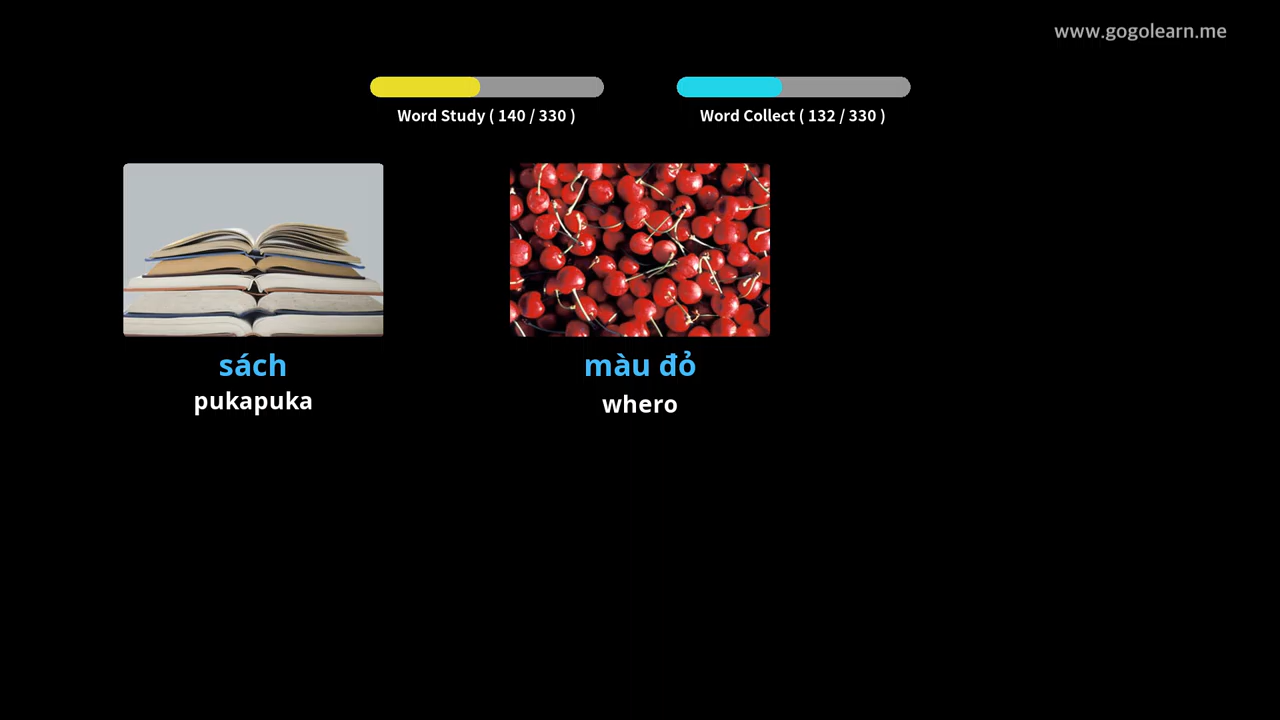 www.gogolearn.me
Word Study ( 140 / 330 )
Word Collect ( 132 / 330 )
sách
pukapuka
màu đỏ
whero